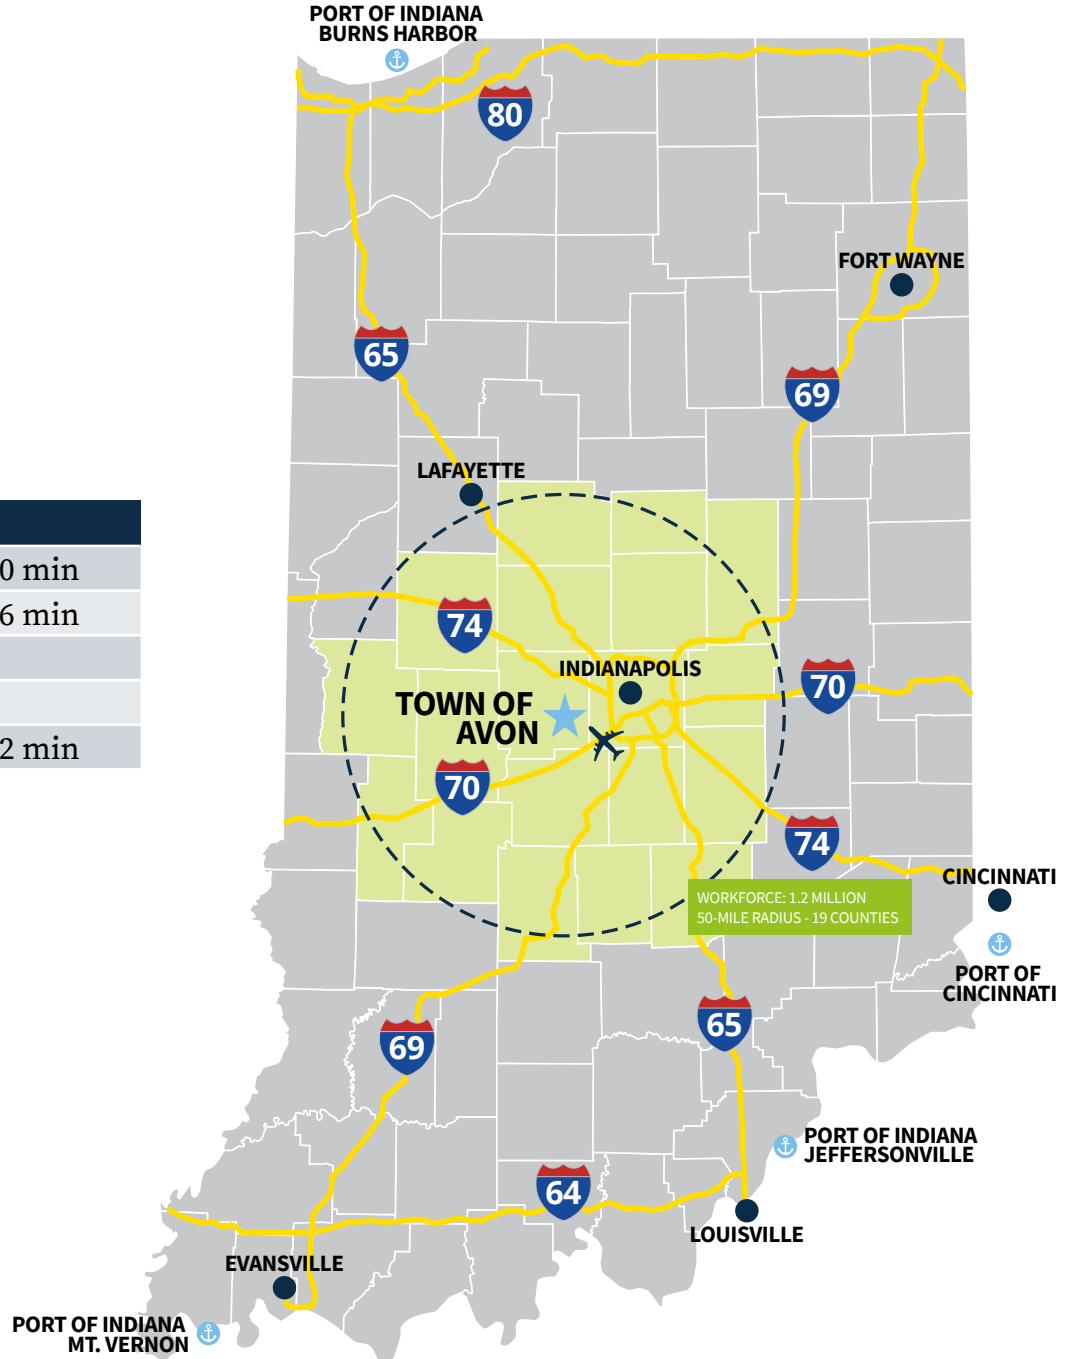 PORT OF INDIANA
BURNS HARBOR
80
FORT WAYNE
65
69
LAFAYETTE
0 min
6 min
2 min
74
INDIANAPOLIS
70
TOWN OF
AVON
70
74
CINCINNATI
WORKFORCE: 1.2 MILLION
50-MILE RADIUS - 19 COUNTIES
PORT OF
CINCINNATI
65
69
PORT OF INDIANA
JEFFERSONVILLE
64
LOUISVILLE
EVANSVILLE
PORT OF INDIANA
MT. VERNON